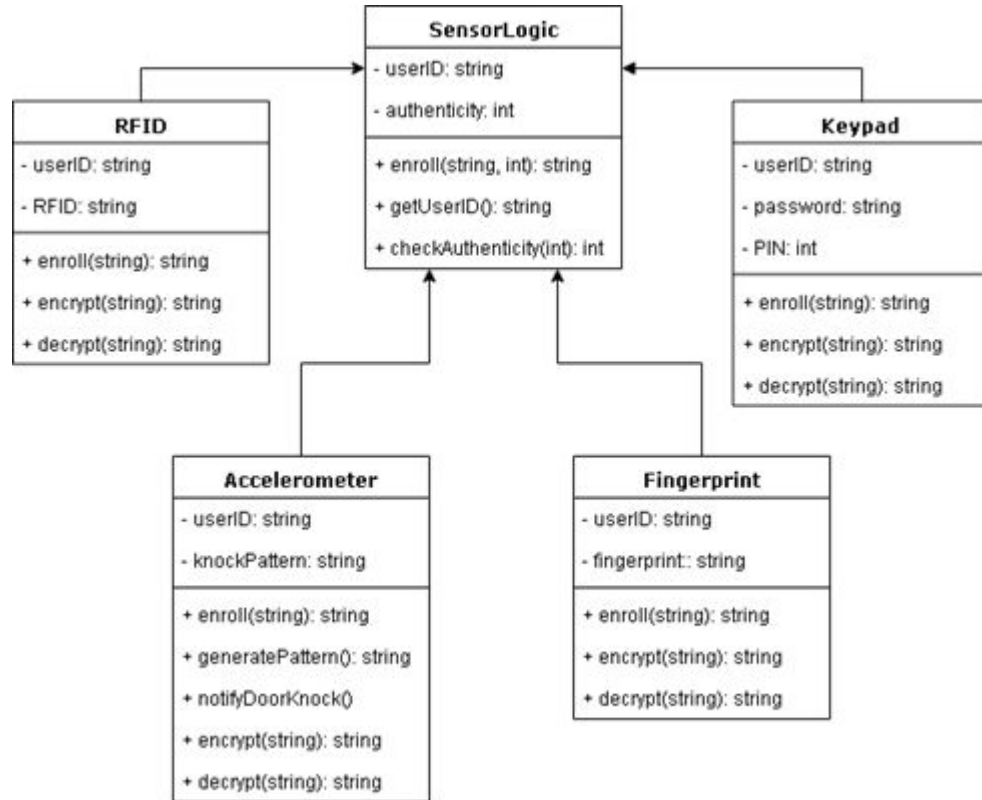 SensorLogic
- userID: string
- authenticity: int
+ enroll(string, int): string
+ getUserID(): string
+ checkAuthenticity(int): int
RFID
- userID: string
- RFID: string
+ enroll(string): string
+ encrypt(string): string
+ decrypt(string): string
Keypad
- userID: string
- password: string
- PIN: int
+ enroll(string): string
+ encrypt(string): string
+ decrypt(string): string
Accelerometer
- userID: string
- knockPattern: string
+ enroll(string): string
+ generatePattern(): string
+ notifyDoorKnock()
+ encrypt(string): string
+ decrypt(string): string
Fingerprint
- userID: string
- fingerprint:: string
+ enroll(string): string
+ encrypt(string): string
+ decrypt(string): string